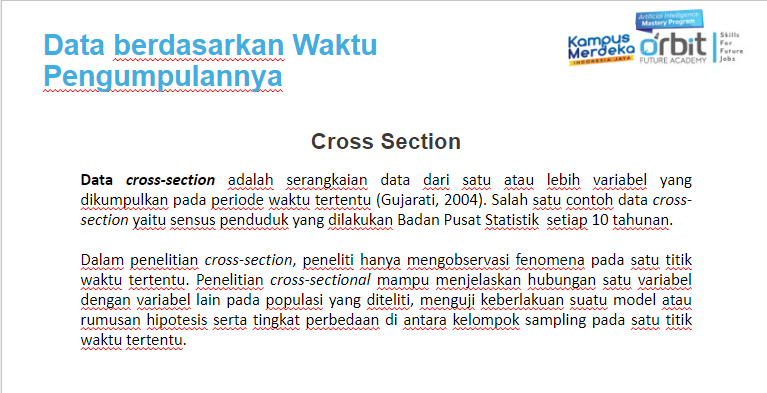 Data berdasarkan Waktu
Pengumpulannya
Artificial Intelligence
Mastery Program
Kampus
Merdeka
INDONESIA JAYA
orbit
FUTURE ACADEMY
Skills
For
Future
Jobs
Cross Section
Data cross-section adalah serangkaian data dari satu atau lebih variabel yang
dikumpulkan pada periode waktu tertentu (Gujarati, 2004). Salah satu contoh data cross-
section yaitu sensus penduduk yang dilakukan Badan Pusat Statistik setiap 10 tahunan.
Dalam penelitian cross-section, peneliti hanya mengobservasi fenomena pada satu titik
waktu tertentu. Penelitian cross-sectional mampu menjelaskan hubungan satu variabel
dengan variabel lain pada populasi yang diteliti, menguji keberlakuan suatu model atau
rumusan hipotesis serta tingkat perbedaan di antara kelompok sampling pada satu titik
waktu tertentu.